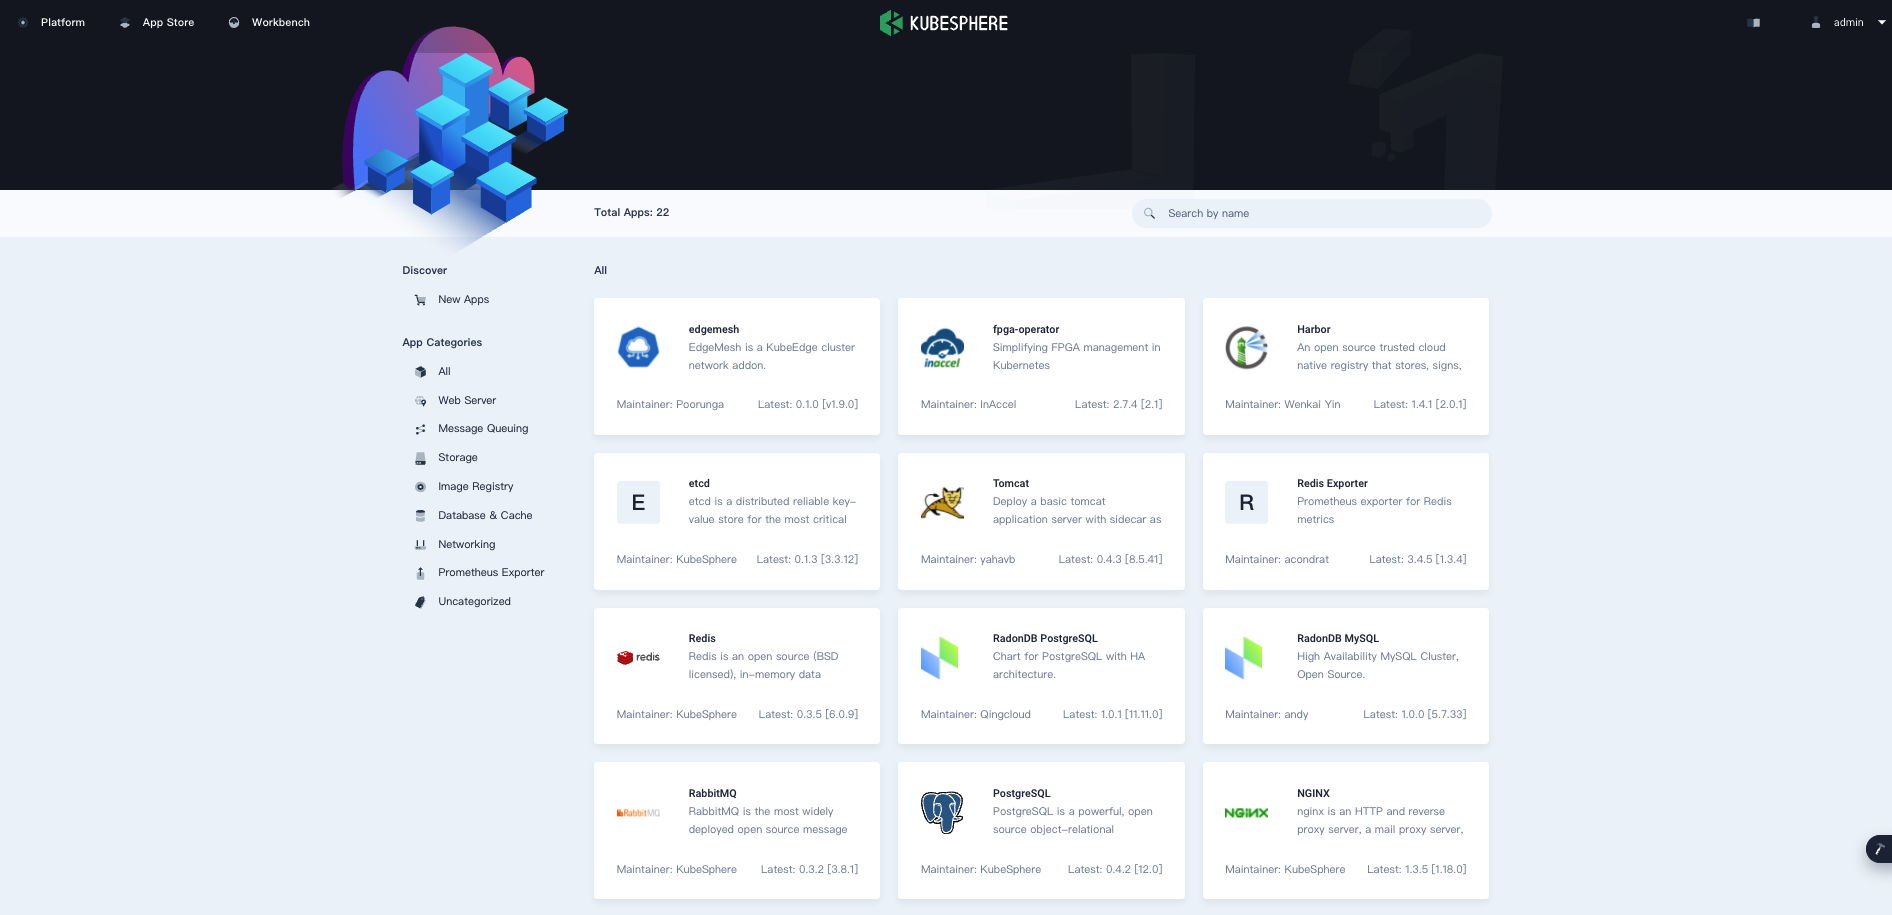 Platform
App Store
Workbench
KUBESPHERE
admin
Total Apps: 22
Search by name
Discover
New Apps
App Categories
All
Web Server
Message Queuing
Storage
Image Registry
Database & Cache
Networking
Prometheus Exporter
Uncategorized
All
edgemesh
EdgeMesh is a KubeEdge cluster
network addon.
Maintainer: Poorunga
Latest: 0.1.0 [v1.9.0]
inaccel
fpga-operator
Simplifying FPGA management in
Kubernetes
Maintainer: InAccel
Latest: 2.7.4 [2.1]
Harbor
An open source trusted cloud
native registry that stores, signs,
Maintainer: Wenkai Yin
Latest: 1.4.1 [2.0.1]
E
etcd
etcd is a distributed reliable key-
value store for the most critical
Maintainer: KubeSphere
Latest: 0.1.3 [3.3.12]
Tomcat
Deploy a basic tomcat
application server with sidecar as
Maintainer: yahavb
Latest: 0.4.3 [8.5.41]
R
Redis Exporter
Prometheus exporter for Redis
metrics
Maintainer: acondrat
Latest: 3.4.5 [1.3.4]
redis
Redis
Redis is an open source (BSD
licensed), in-memory data
Maintainer: KubeSphere
Latest: 0.3.5 [6.0.9]
RadonDB PostgreSQL
Chart for PostgreSQL with HA
architecture.
Maintainer: Qingcloud
Latest: 1.0.1 [11.11.0]
RadonDB MySQL
High Availability MySQL Cluster,
Open Source.
Maintainer: andy
Latest: 1.0.0 [5.7.33]
RabbitMQ
RabbitMQ
RabbitMQ is the most widely
deployed open source message
Maintainer: KubeSphere
Latest: 0.3.2 [3.8.1]
PostgreSQL
PostgreSQL is a powerful, open
source object-relational
Maintainer: KubeSphere
Latest: 0.4.2 [12.0]
NGINX
NGINX
nginx is an HTTP and reverse
proxy server, a mail proxy server,
Maintainer: KubeSphere
Latest: 1.3.5 [1.18.0]